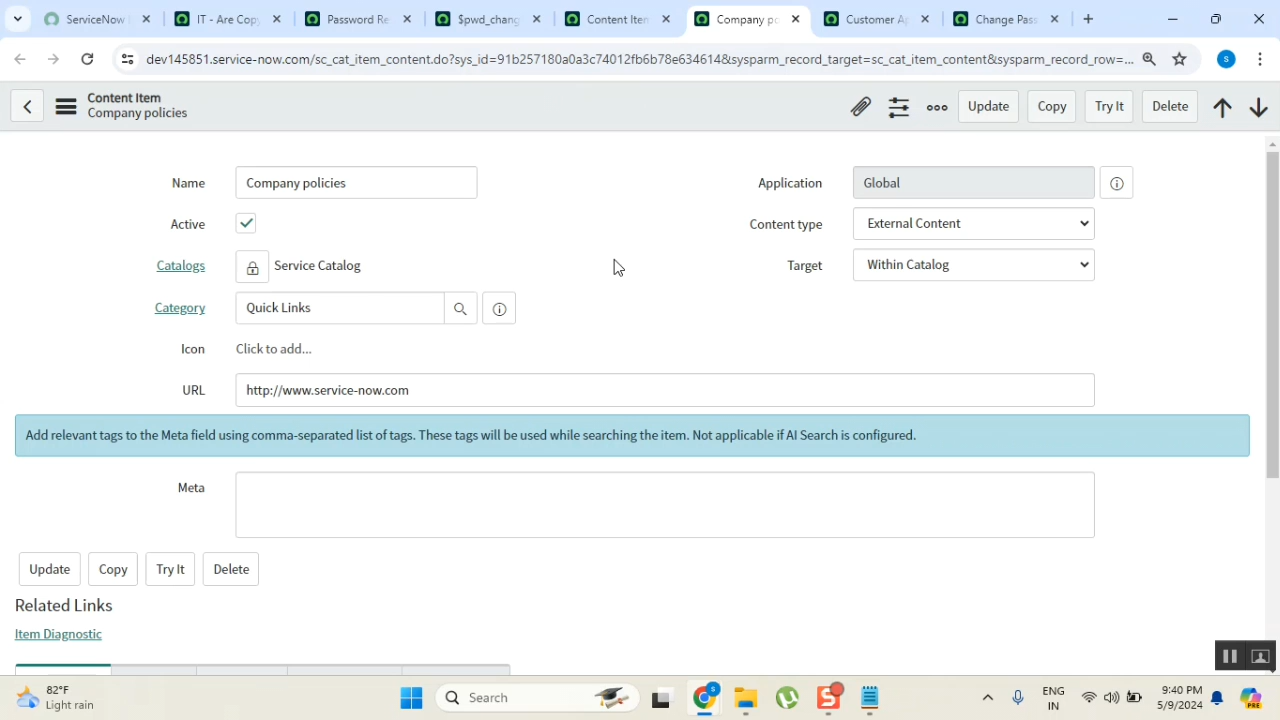 ServiceNow
IT - Are Cop
Password Re
$pwd_chang
Content Iten
Company po
Customer Ap
Change Pass
dev145851.service-now.com/sc_cat_item_content.do?sys_id=91b257180a0a3c74012fb6b78e634614&sysparm_record_target=sc_cat_item_content&sysparm_record_row=...
s
Content Item
Company policies
Update
Copy
Try It
Delete
Name
Company policies
Application
Global
Active
Content type
External Content
Catalogs
Service Catalog
Target
Within Catalog
Category
Quick Links
Icon
Click to add...
URL
http://www.service-now.com
Add relevant tags to the Meta field using comma-separated list of tags. These tags will be used while searching the item. Not applicable if AI Search is configured.
Meta
Update
Copy
Try It
Delete
Related Links
Item Diagnostic
82°F
Light rain
Search
S
S
ENG
IN
9:40 PM
5/9/2024
PRE